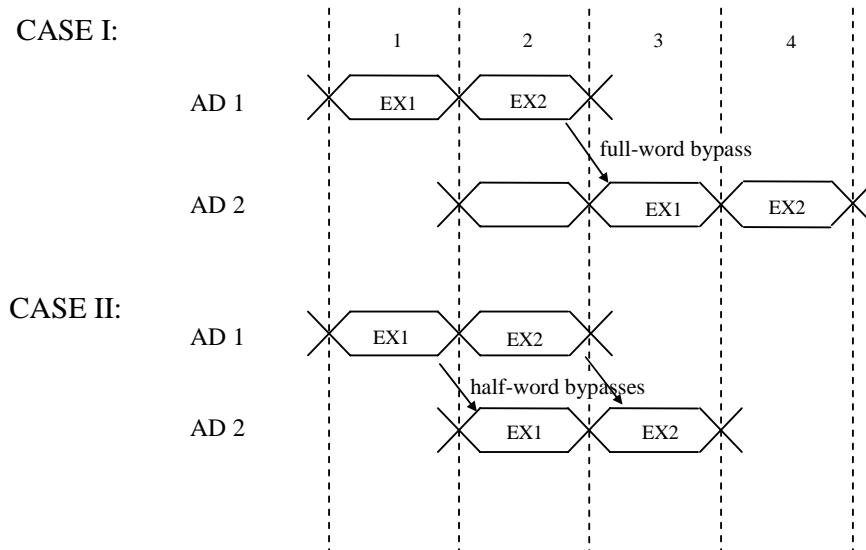 CASE I:
1 2 3 4
AD 1 EX1 EX2
full-word bypass
AD 2 EX1 EX2
CASE II:
AD 1 EX1 EX2
half-word bypasses
AD 2 EX1 EX2